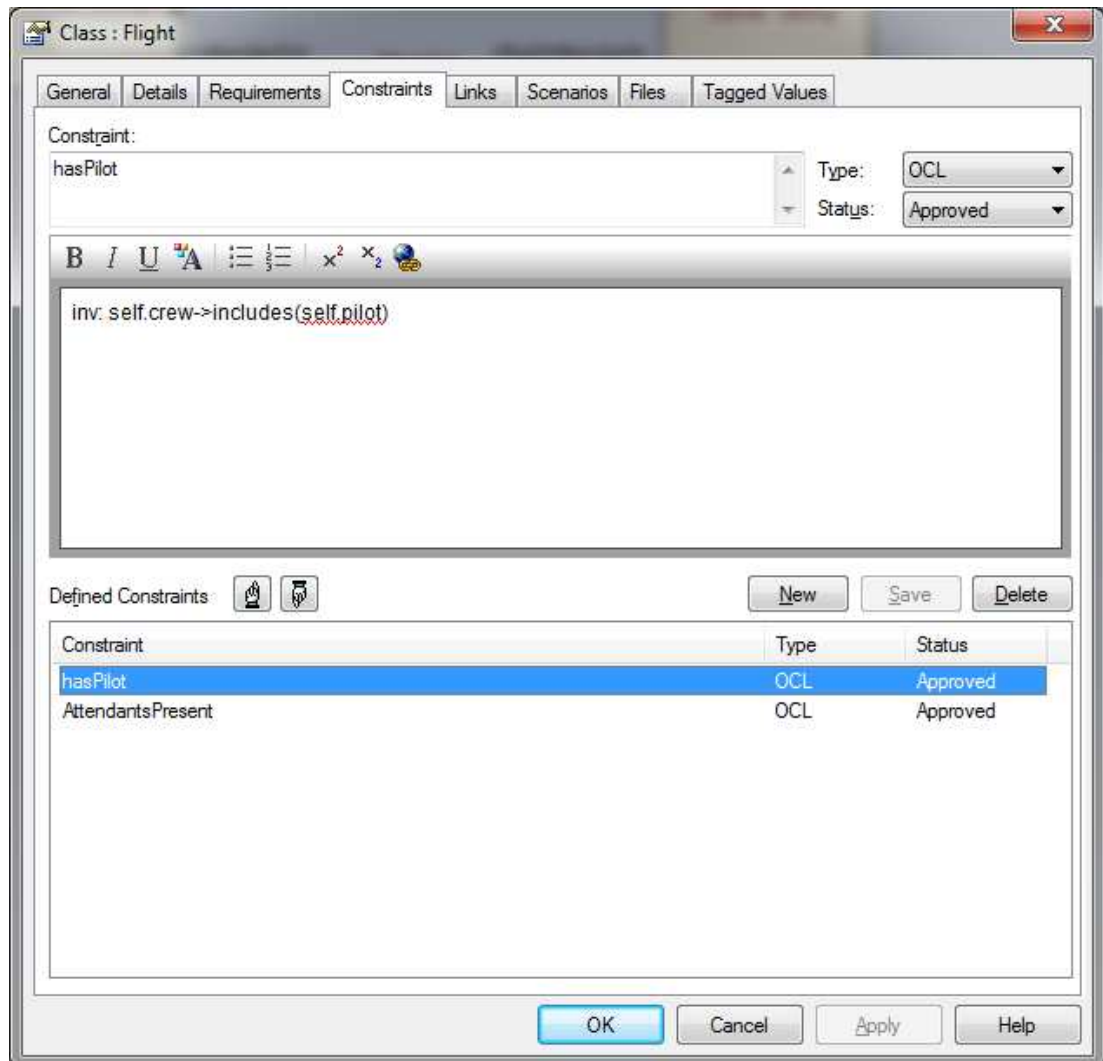 Class : Flight
General Details Requirements Constraints Links Scenarios Files Tagged Values
Constraint:
hasPilot
Type: OCL
Status: Approved
B I U A x² x₂
inv: self.crew->includes(self.pilot)
Defined Constraints New Save Delete
Constraint Type Status
hasPilot OCL Approved
AttendantsPresent OCL Approved
OK Cancel Apply Help